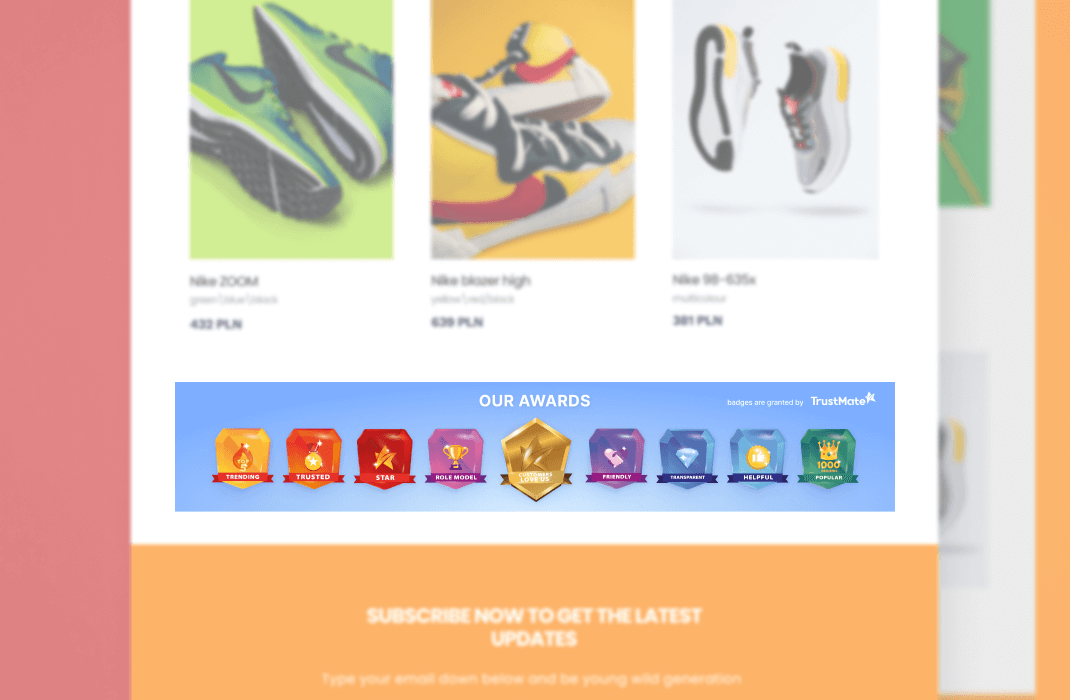 Nike ZOOM
green\blue\black
432 PLN
Nike blazer high
yellow\red\black
639 PLN
Nike 98-635x
multicolour
381 PLN
OUR AWARDS
badges are granted by TrustMate
TRENDING
TOP
TRUSTED
STAR
ROLE MODEL
CUSTOMERS
LOVE US
FRIENDLY
TRANSPARENT
HELPFUL
1000
POPULAR
SUBSCRIBE NOW TO GET THE LATEST
UPDATES
Type your email down below and be young wild generation